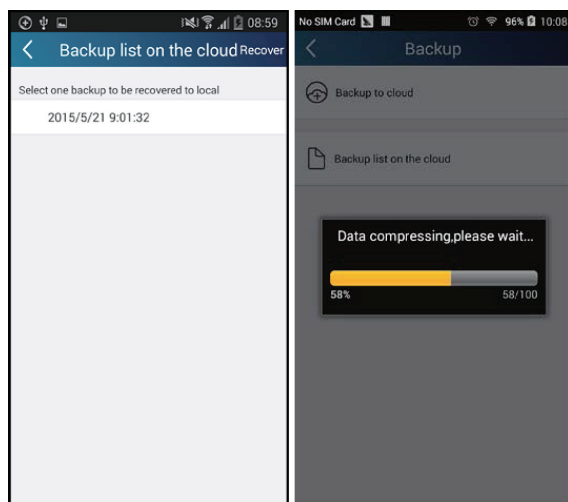 08:59
Backup list on the cloud Recover
Select one backup to be recovered to local
2015/5/21 9:01:32
No SIM Card 96% 10:08
Backup
Backup to cloud
Backup list on the cloud
Data compressing,please wait...
58% 58/100